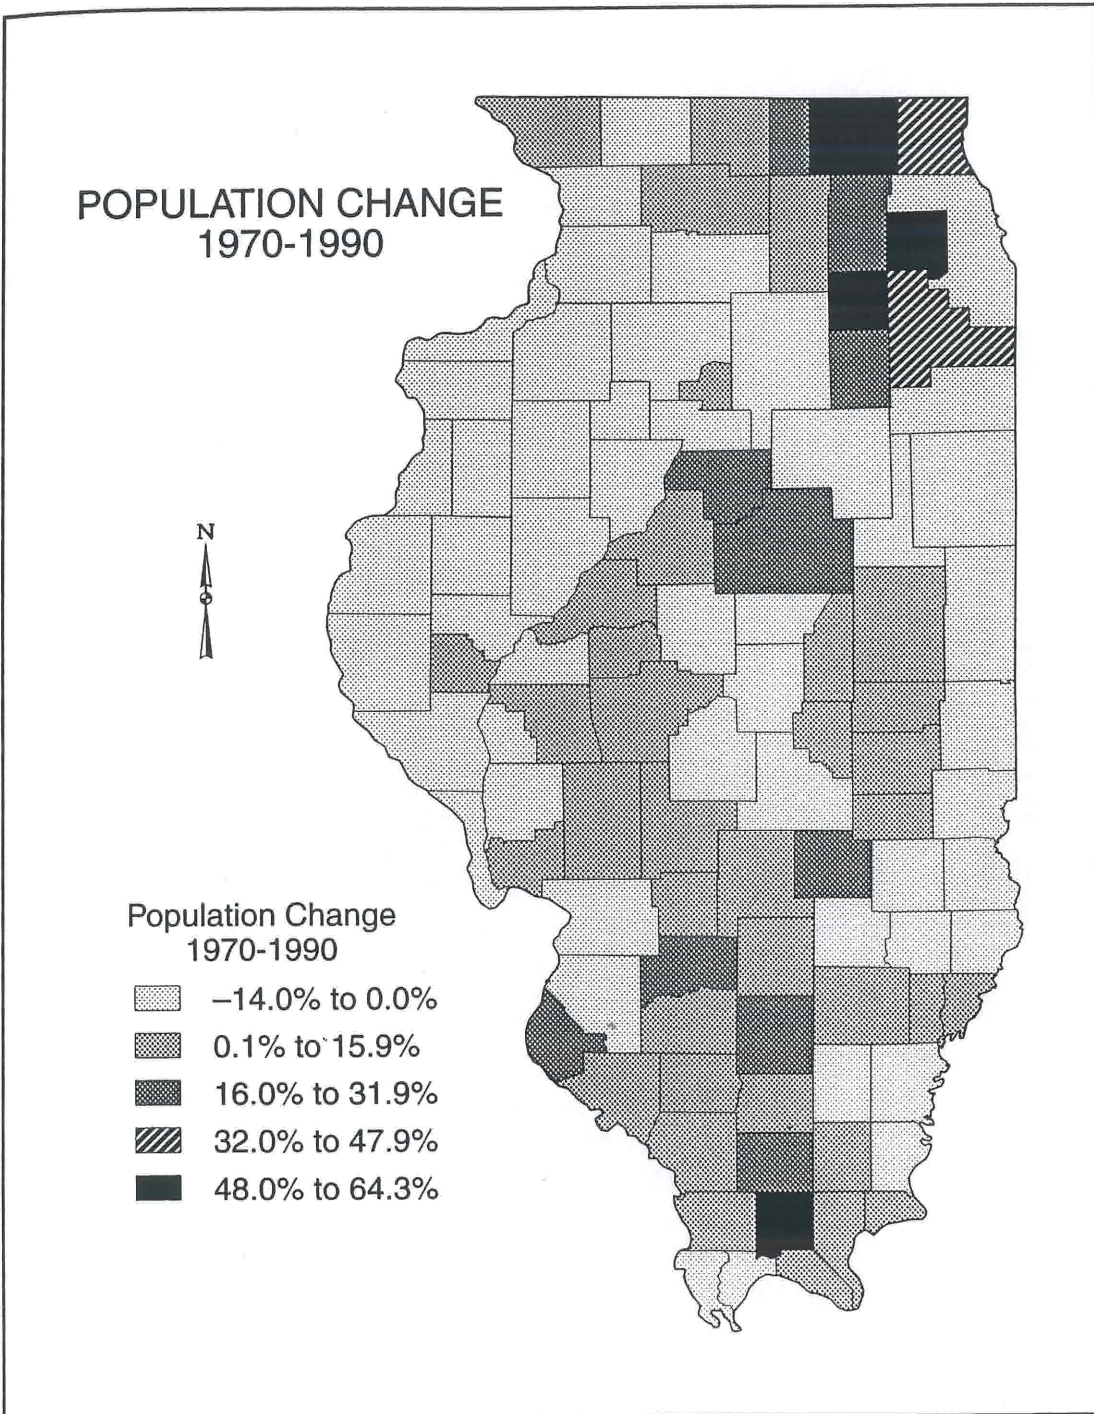 POPULATION CHANGE
1970-1990
N
Population Change
1970-1990
–14.0% to 0.0%
0.1% to 15.9%
16.0% to 31.9%
32.0% to 47.9%
48.0% to 64.3%